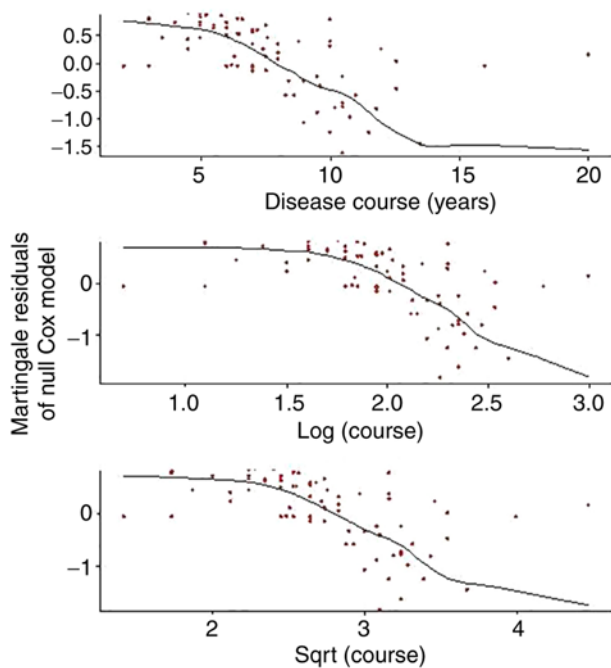 0.5
0.0
−0.5
−1.0
−1.5
5 10 15 20
Disease course (years)
Martingale residuals
of null Cox model
0
−1
1.0 1.5 2.0 2.5 3.0
Log (course)
0
−1
2 3 4
Sqrt (course)